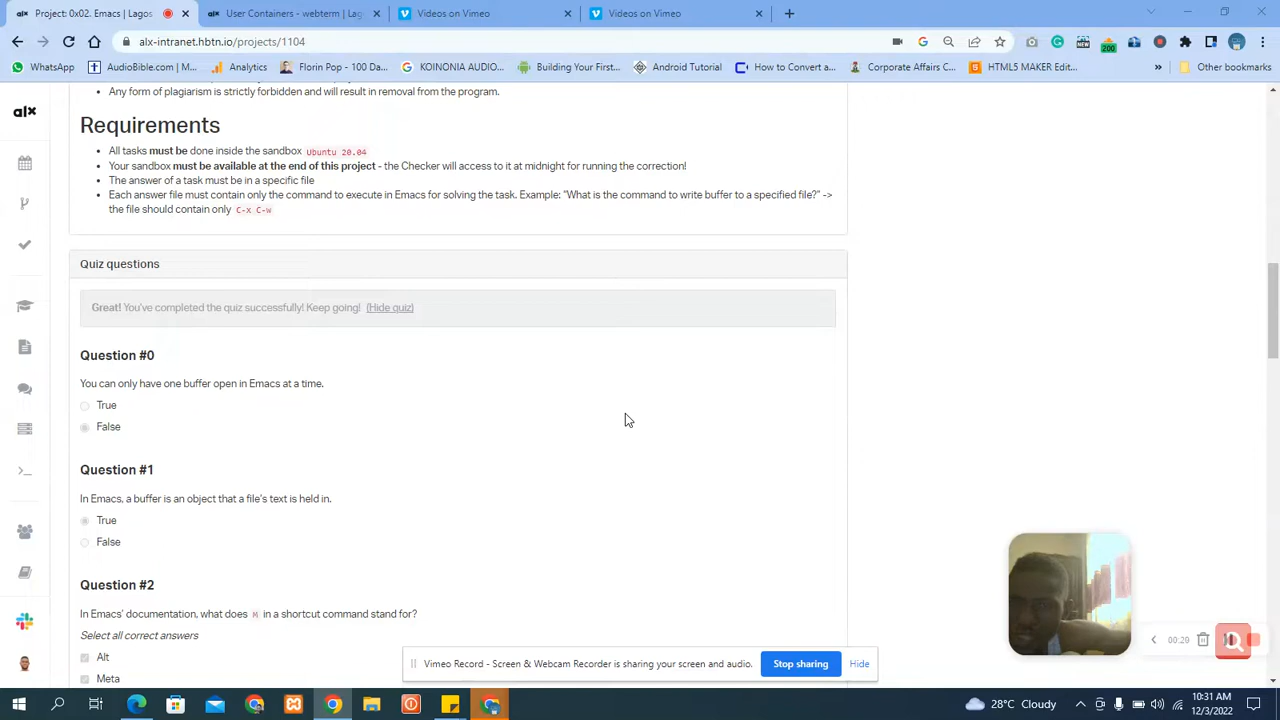 Project: 0x02. Emacs | Lagos
User Containers - webterm | Lag
Videos on Vimeo
Videos on Vimeo
alx-intranet.hbtn.io/projects/1104
200
NEW
WhatsApp
AudioBible.com | M...
Analytics
Florin Pop - 100 Da...
KOINONIA AUDIO...
Building Your First...
Android Tutorial
How to Convert a...
Corporate Affairs C...
HTML5 MAKER Edit...
Other bookmarks
alx
Any form of plagiarism is strictly forbidden and will result in removal from the program.
Requirements
All tasks must be done inside the sandbox Ubuntu 20.04
Your sandbox must be available at the end of this project - the Checker will access to it at midnight for running the correction!
The answer of a task must be in a specific file
Each answer file must contain only the command to execute in Emacs for solving the task. Example: "What is the command to write buffer to a specified file?" ->
the file should contain only C-x C-w
Quiz questions
Great! You've completed the quiz successfully! Keep going! (Hide quiz)
Question #0
You can only have one buffer open in Emacs at a time.
True
False
Question #1
In Emacs, a buffer is an object that a file's text is held in.
True
False
Question #2
In Emacs' documentation, what does M in a shortcut command stand for?
Select all correct answers
Alt
Meta
Vimeo Record - Screen & Webcam Recorder is sharing your screen and audio.
Stop sharing
Hide
00:29
28°C Cloudy
10:31 AM
12/3/2022